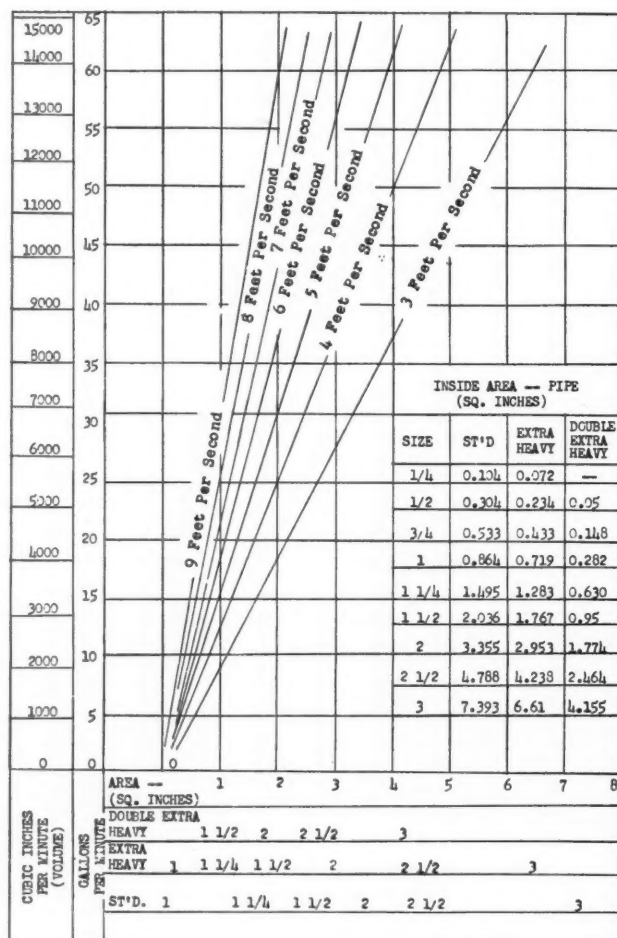 15000
14000
13000
12000
11000
10000
9000
8000
7000
6000
5000
4000
3000
2000
1000
0
65
60
55
50
45
40
35
30
25
20
15
10
5
0
9 Feet Per Second
8 Feet Per Second
7 Feet Per Second
6 Feet Per Second
5 Feet Per Second
4 Feet Per Second
3 Feet Per Second
INSIDE AREA -- PIPE
(SQ. INCHES)
SIZE ST'D EXTRA HEAVY DOUBLE EXTRA HEAVY
1/4 0.104 0.072 —
1/2 0.304 0.234 0.05
3/4 0.533 0.433 0.148
1 0.864 0.719 0.282
1 1/4 1.495 1.283 0.630
1 1/2 2.036 1.767 0.95
2 3.355 2.953 1.774
2 1/2 4.788 4.238 2.464
3 7.393 6.61 4.155
0 1 2 3 4 5 6 7 8
CUBIC INCHES
PER MINUTE
(VOLUME)
GALLONS
PER MINUTE
AREA --
(SQ. INCHES)
DOUBLE EXTRA
HEAVY 1 1/2 2 2 1/2 3
EXTRA
HEAVY 1 1 1/4 1 1/2 2 2 1/2 3
ST'D. 1 1 1/4 1 1/2 2 2 1/2 3